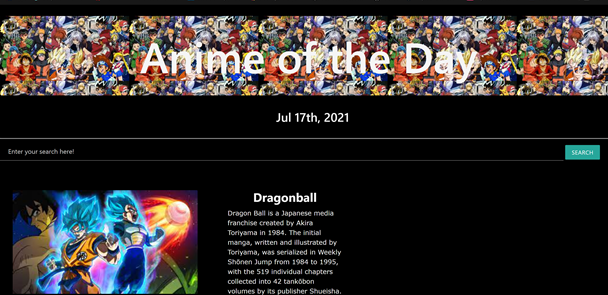 Anime of the Day
Jul 17th, 2021
Enter your search here!
SEARCH
Dragonball
Dragon Ball is a Japanese media
franchise created by Akira
Toriyama in 1984. The initial
manga, written and illustrated by
Toriyama, was serialized in Weekly
Shōnen Jump from 1984 to 1995,
with the 519 individual chapters
collected into 42 tankōbon
volumes by its publisher Shueisha.